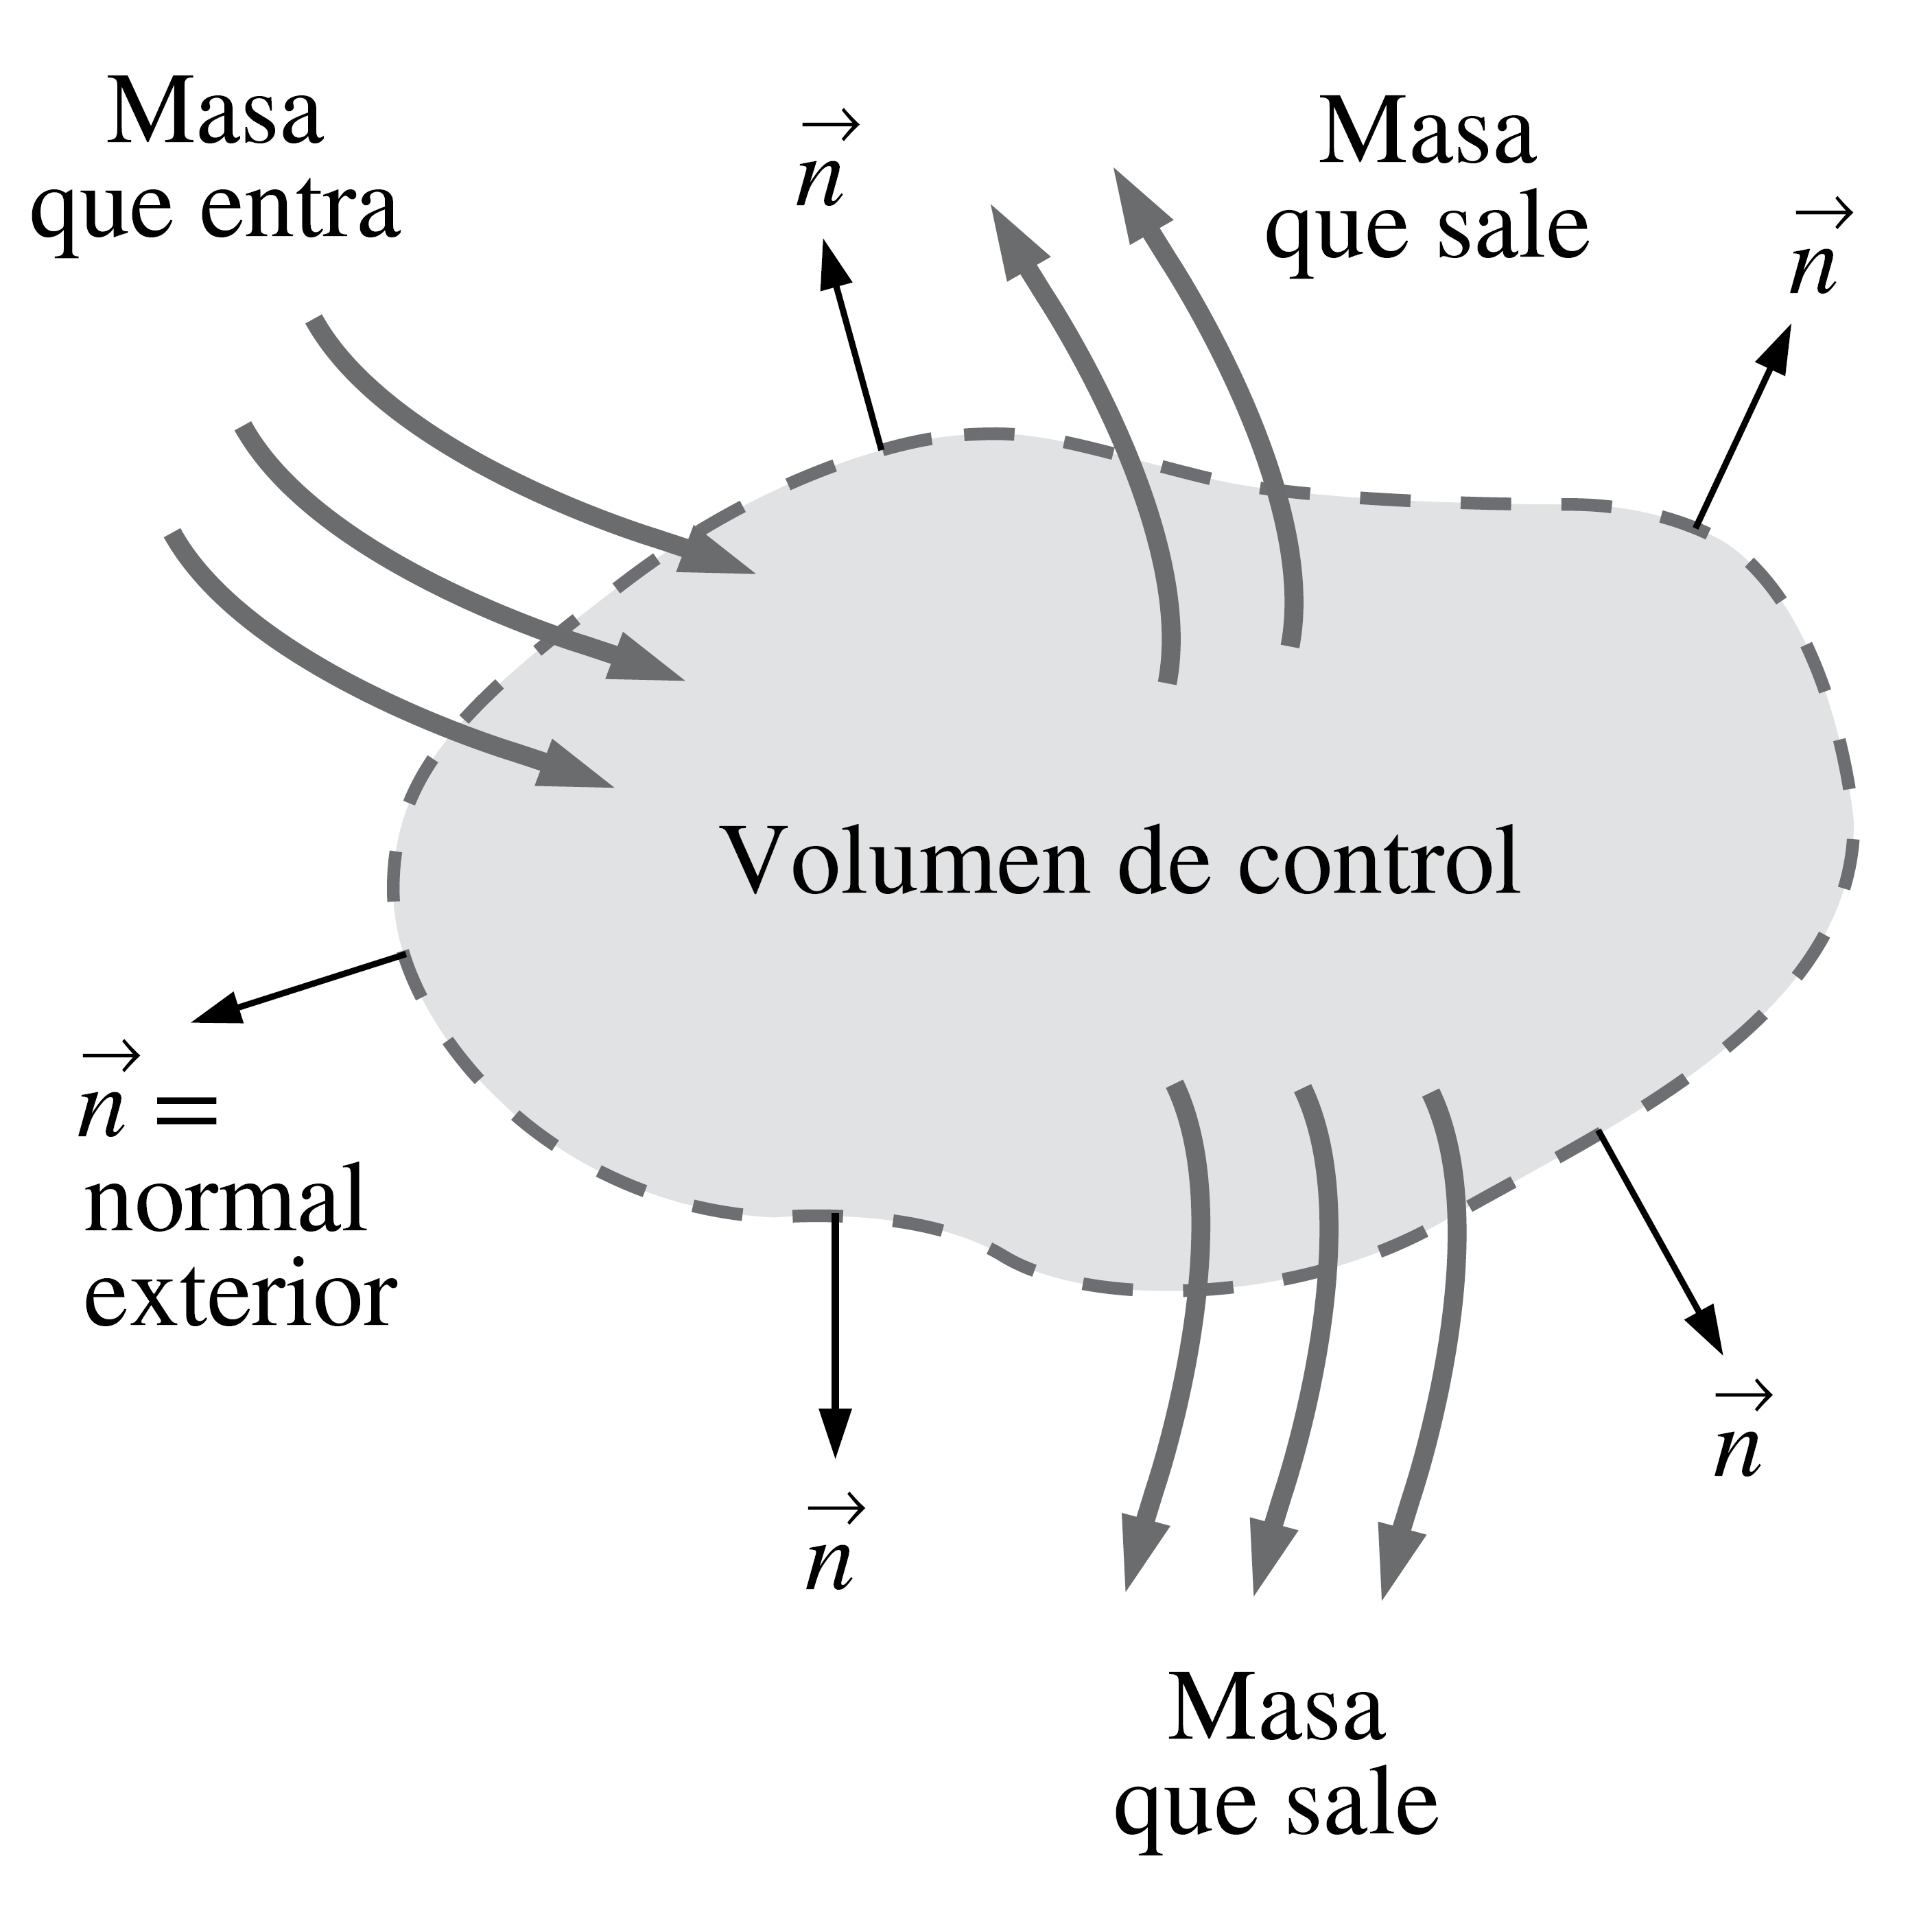 Masa
que entra
n⃗
Masa
que sale
n⃗
Volumen de control
n⃗ =
normal
exterior
n⃗
n⃗
Masa
que sale